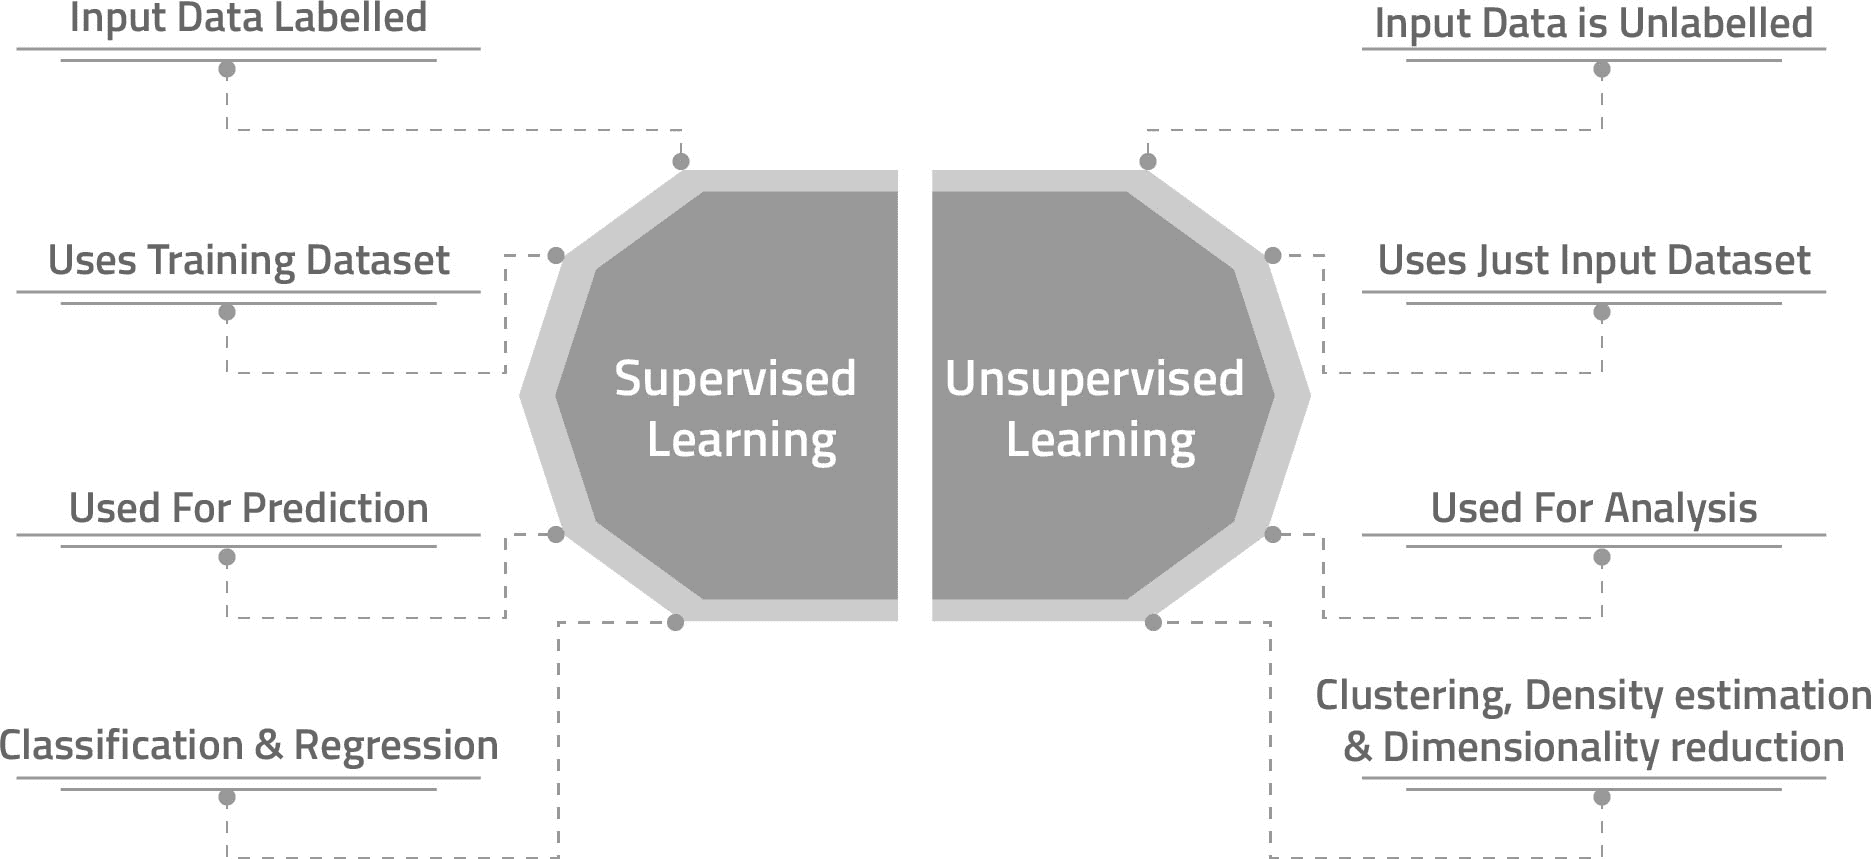 Input Data Labelled
Uses Training Dataset
Used For Prediction
Classification & Regression
Supervised
Learning
Unsupervised
Learning
Input Data is Unlabelled
Uses Just Input Dataset
Used For Analysis
Clustering, Density estimation
& Dimensionality reduction